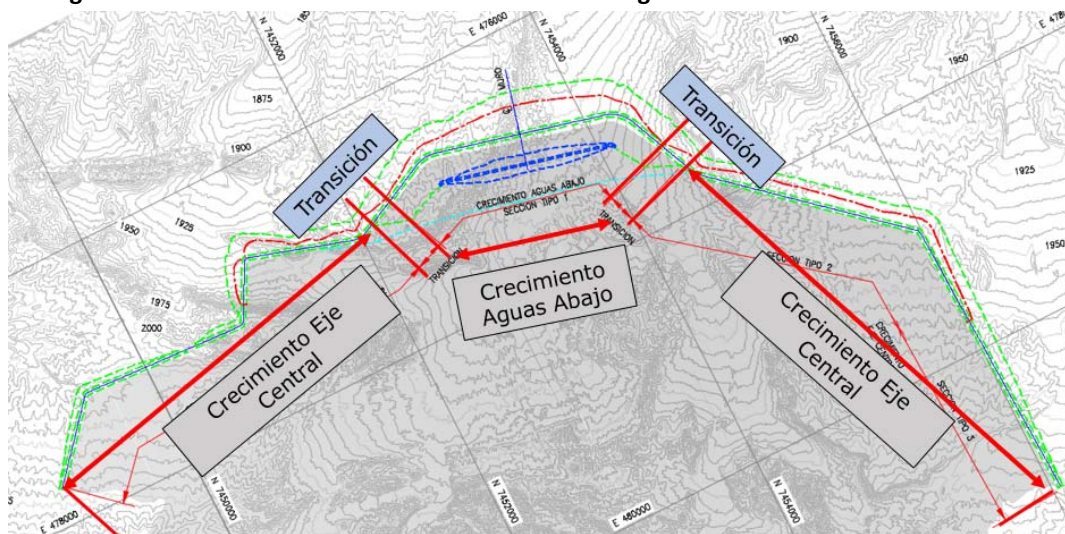 1875
1900
1925
1950
1975
2000
N 7452000
E 476000
N 7454000
1900
N 7456000
1950
1925
1950
MURO
Transición
Transición
CRECIMIENTO AGUAS ABAJO
SECCION TIPO 1
TRANSICION
TRANSICION
SECCION TIPO 2
SECCION TIPO 3
Crecimiento
Aguas Abajo
Crecimiento Eje
Central
Crecimiento Eje
Central
E 478000
N 7450000
N 7452000
E 480000
N 7454000